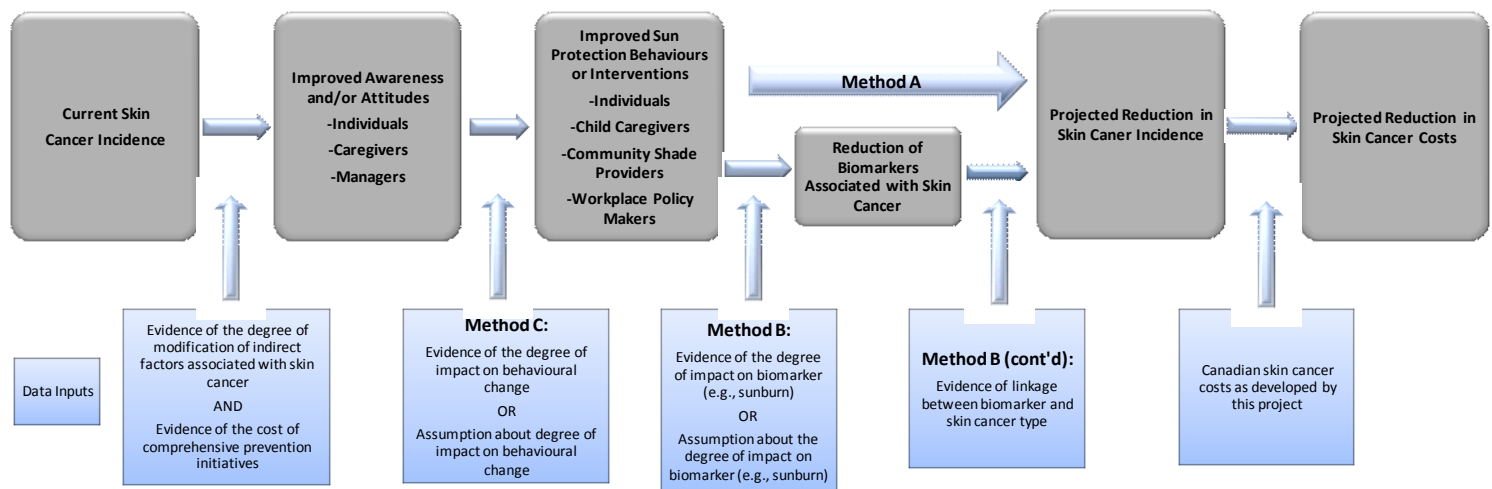 Current Skin
Cancer Incidence
Improved Awareness
and/or Attitudes
-Individuals
-Caregivers
-Managers
Improved Sun
Protection Behaviours
or Interventions
-Individuals
-Child Caregivers
-Community Shade
Providers
-Workplace Policy
Makers
Method A
Reduction of
Biomarkers
Associated with Skin
Cancer
Projected Reduction in
Skin Caner Incidence
Projected Reduction in
Skin Cancer Costs
Data Inputs
Evidence of the degree of
modification of indirect
factors associated with skin
cancer
AND
Evidence of the cost of
comprehensive prevention
initiatives
Method C:
Evidence of the degree of
impact on behavioural
change
OR
Assumption about degree of
impact on behavioural
change
Method B:
Evidence of the degree
of impact on biomarker
(e.g., sunburn)
OR
Assumption about the
degree of impact on
biomarker (e.g., sunburn)
Method B (cont'd):
Evidence of linkage
between biomarker and
skin cancer type
Canadian skin cancer
costs as developed by
this project